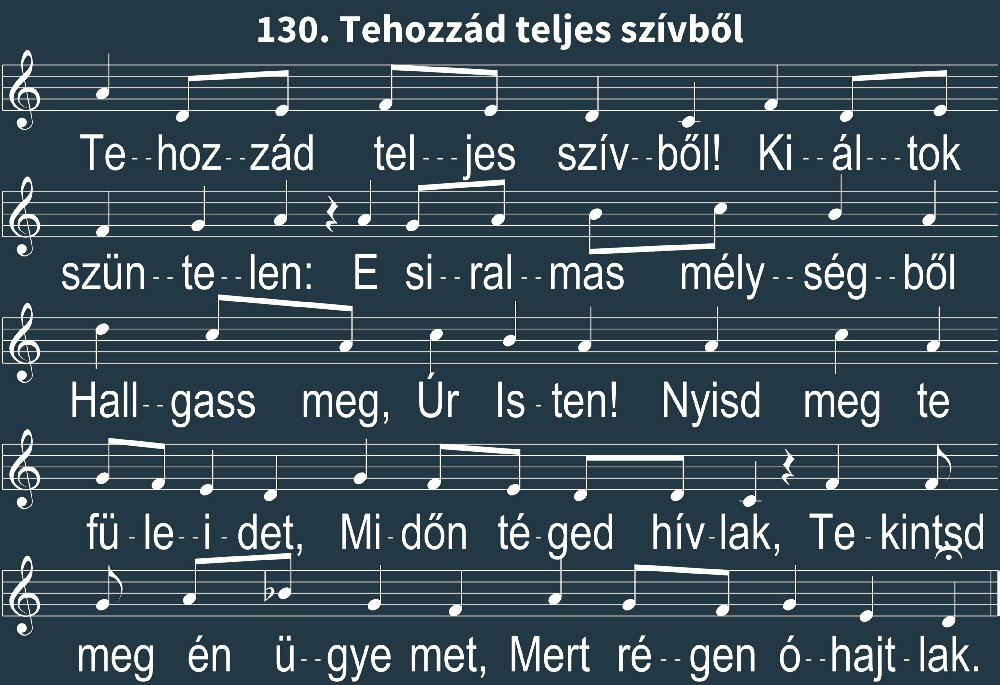 130. Tehozzád teljes szívből
Te--hoz--zád tel---jes szív--ből! Ki--ál---tok
szün--te--len: E si--ral--mas mély--ség--ből
Hall--gass meg, Úr Is-ten! Nyisd meg te
fü-le--i-det, Mi-dőn té-ged hív-lak, Te-kintsd
meg én ü--gye met, Mert ré--gen ó--hajt-lak.